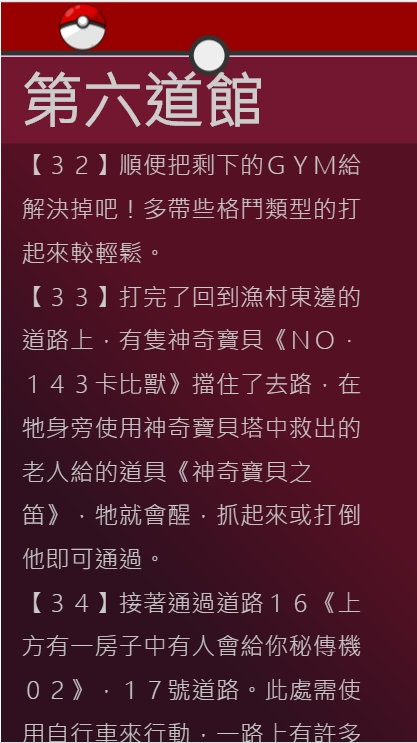 第六道館
【３２】順便把剩下的ＧＹＭ給
解決掉吧！多帶些格鬥類型的打
起來較輕鬆。
【３３】打完了回到漁村東邊的
道路上．有隻神奇寶貝《ＮＯ．
１４３卡比獸》擋住了去路．在
牠身旁使用神奇寶貝塔中救出的
老人給的道具《神奇寶貝之
笛》．牠就會醒．抓起來或打倒
他即可通過。
【３４】接著通過道路１６《上
方有一房子中有人會給你秘傳機
０２》．１７號道路。此處需使
用自行車來行動．一路上有許多